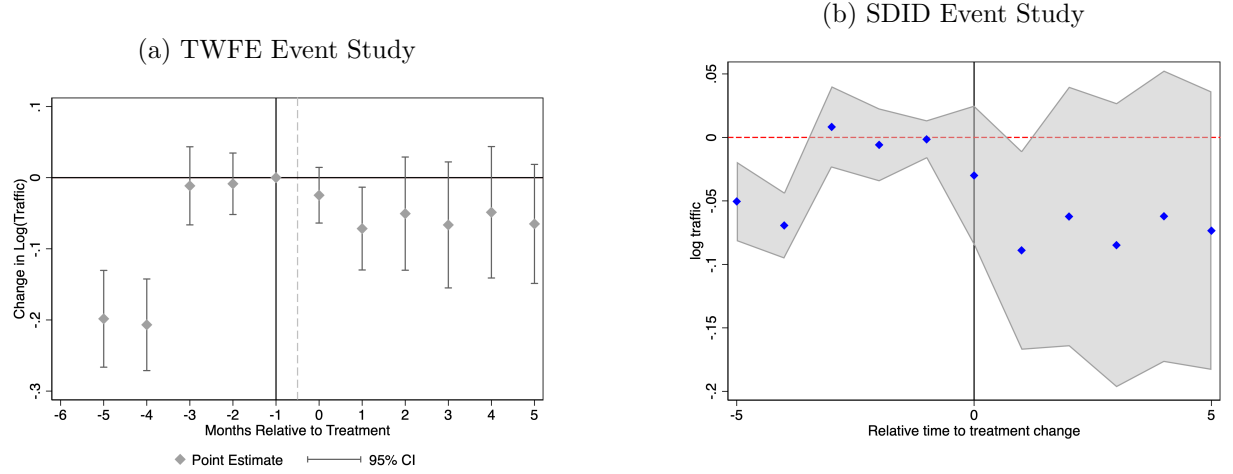 (a) TWFE Event Study
.1
0
-.1
-.2
-.3
Change in Log(Traffic)
-6 -5 -4 -3 -2 -1 0 1 2 3 4 5
Months Relative to Treatment
Point Estimate 95% CI
(b) SDID Event Study
.05
0
-.05
-.1
-.15
-.2
log traffic
-5 0 5
Relative time to treatment change